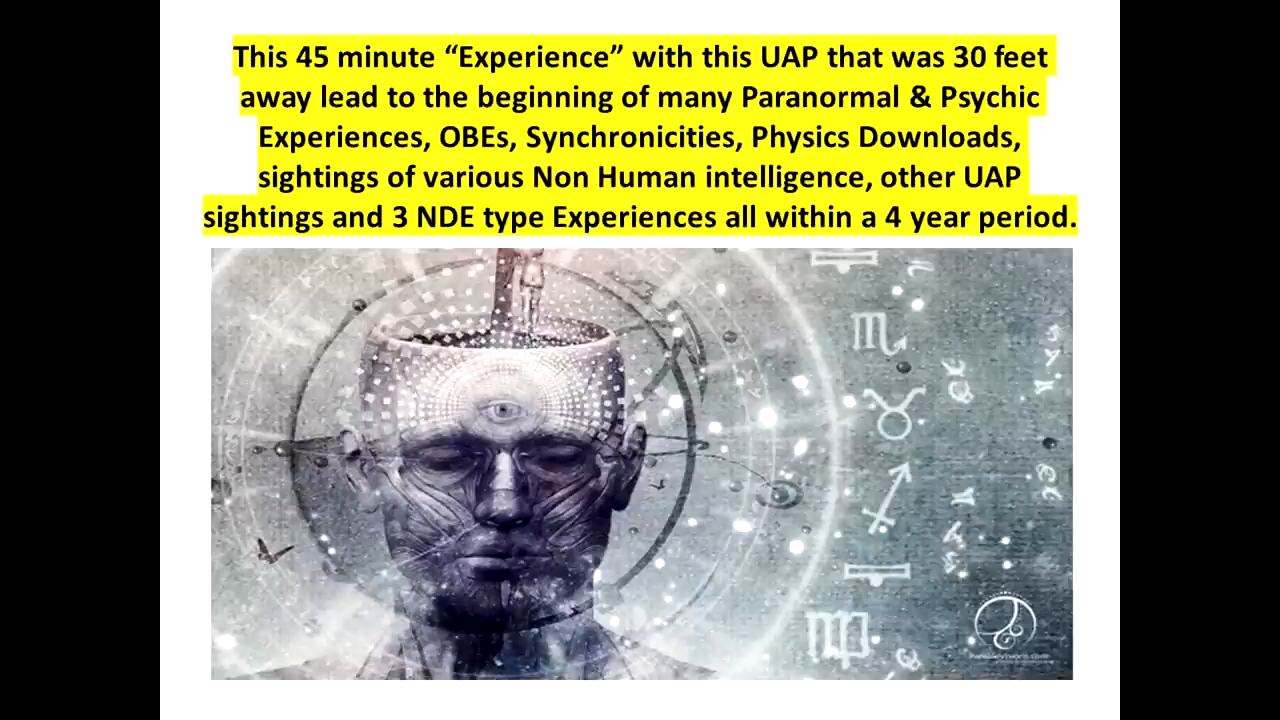 This 45 minute “Experience” with this UAP that was 30 feet
away lead to the beginning of many Paranormal & Psychic
Experiences, OBEs, Synchronicities, Physics Downloads,
sightings of various Non Human intelligence, other UAP
sightings and 3 NDE type Experiences all within a 4 year period.